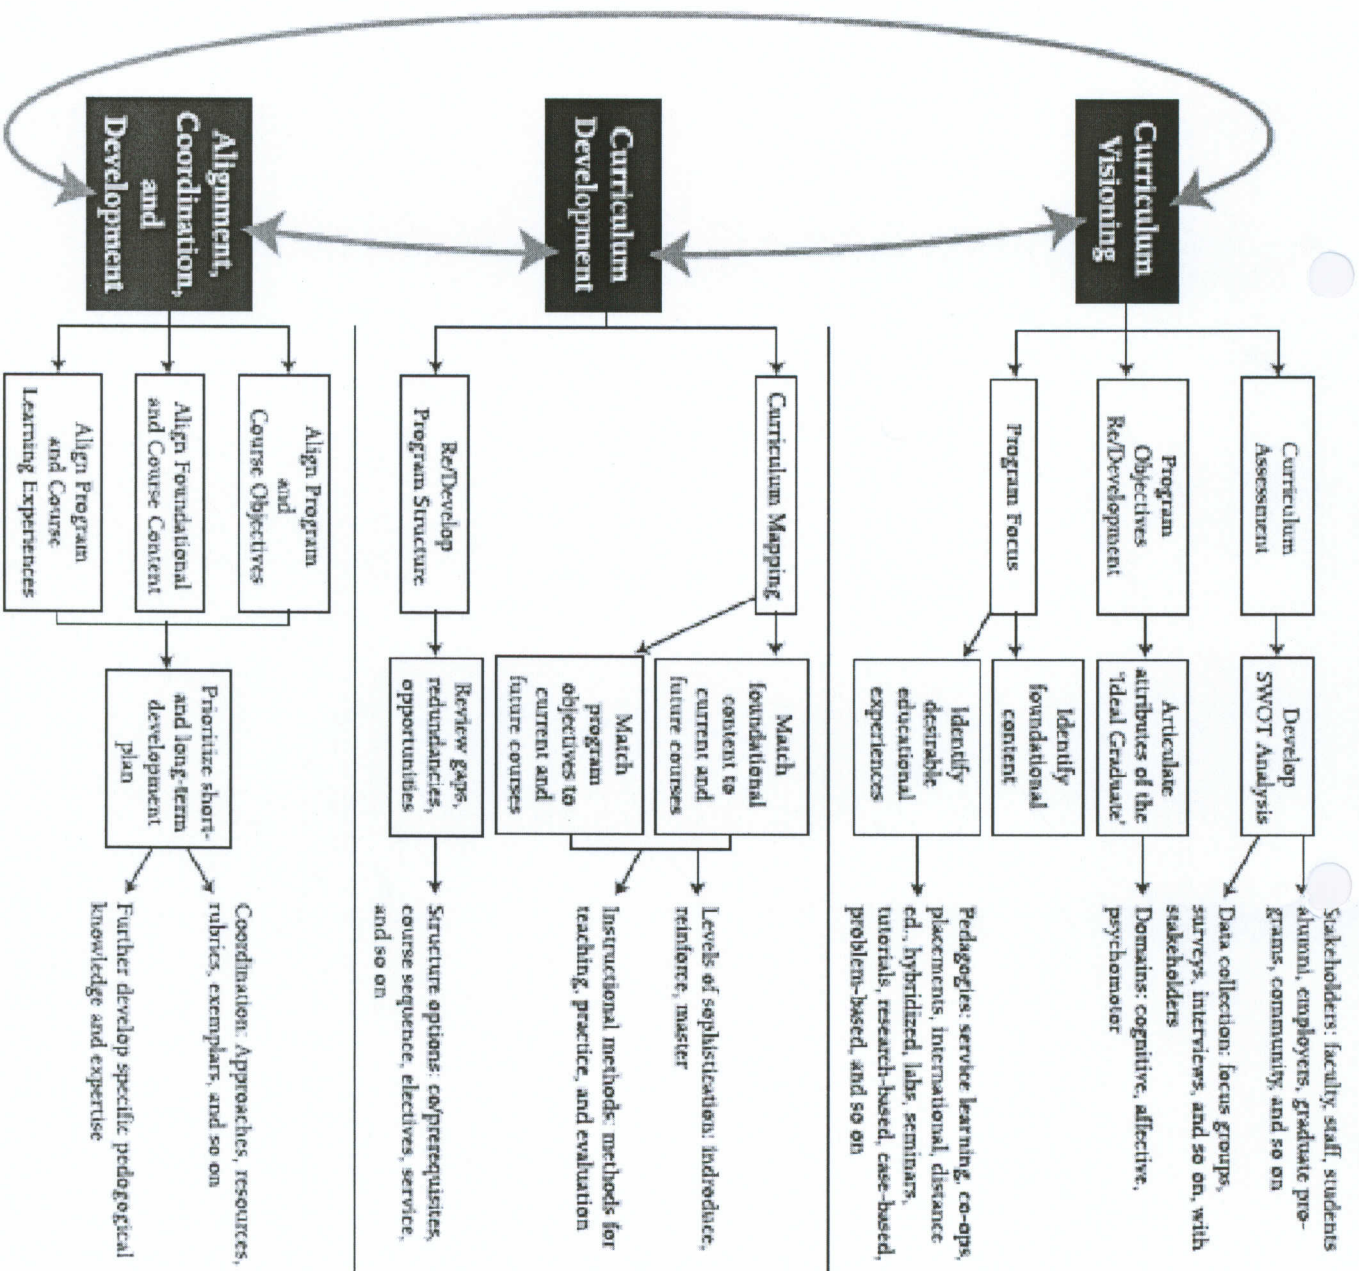 Curriculum
Visioning
Curriculum
Assessment
Develop
SWOT Analysis
Stakeholders: faculty, staff, students
alumni, employers, graduate pro-
grams, community, and so on
Data collection: focus groups,
surveys, interviews, and so on, with
stakeholders
Program
Objectives
Re/Development
Articulate
attributes of the
'Ideal Graduate'
Domains: cognitive, affective,
psychomotor
Program Focus
Identify
foundational
content
Identify
desirable
educational
experiences
Pedagogies: service learning, co-ops,
placements, international, distance
ed., hybridized, labs, seminars,
tutorials, research-based, case-based,
problem-based, and so on
Curriculum
Development
Curriculum Mapping
Match
foundational
content to
current and
future courses
Match
program
objectives to
current and
future courses
Levels of sophistication: indroduce,
reinforce, master
Instructional methods: methods for
teaching, practice, and evaluation
Re/Develop
Program Structure
Review gaps,
redundancies,
opportunities
Structure options: co/prerequisites,
course sequence, electives, service,
and so on
Alignment,
Coordination,
and
Development
Align Program
and
Course Objectives
Align Foundational
and Course Content
Align Program
and Course
Learning Experiences
Prioritize short-
and long-term
development
plan
Coordination: Approaches, resources,
rubrics, exemplars, and so on
Further develop specific pedogogical
knowledge and expertise